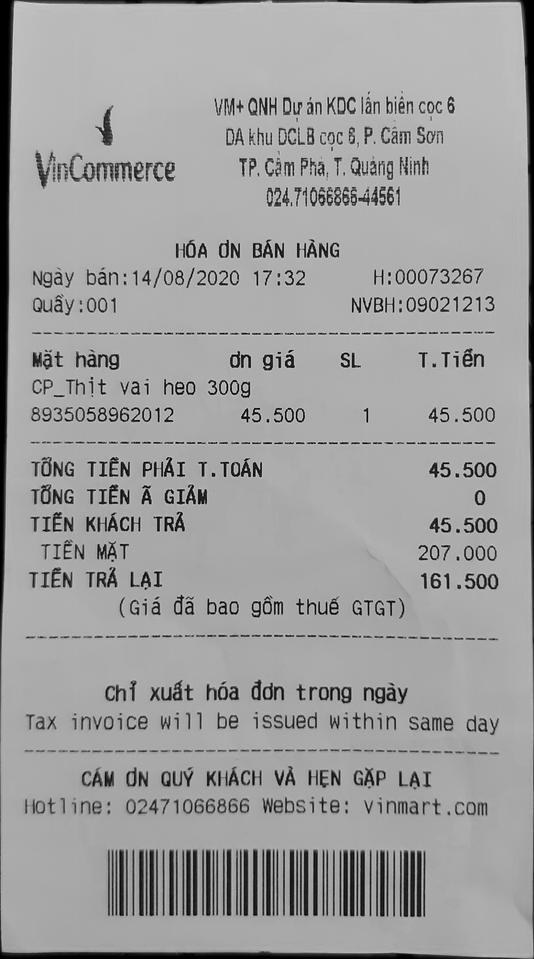 VinCommerce
VM+ QNH Dự án KDC lấn biên cọc 6
DA khu DCLB cọc 6, P. Cẩm Sơn
TP. Cẩm Phả, T. Quảng Ninh
024.71066866-44561
HÓA ƠN BÁN HÀNG
Ngày bán:14/08/2020 17:32 H:00073267
Quầy:001 NVBH:09021213
Mặt hàng ơn giá SL T.Tiền
CP_Thịt vai heo 300g
8935058962012 45.500 1 45.500
TỔNG TIỀN PHẢI T.TOÁN 45.500
TỔNG TIỀN Ã GIẢM 0
TIỀN KHÁCH TRẢ 45.500
TIỀN MẶT 207.000
TIỀN TRẢ LẠI 161.500
(Giá đã bao gồm thuế GTGT)
Chỉ xuất hóa đơn trong ngày
Tax invoice will be issued within same day
CÁM ƠN QUÝ KHÁCH VÀ HẸN GẶP LẠI
Hotline: 02471066866 Website: vinmart.com